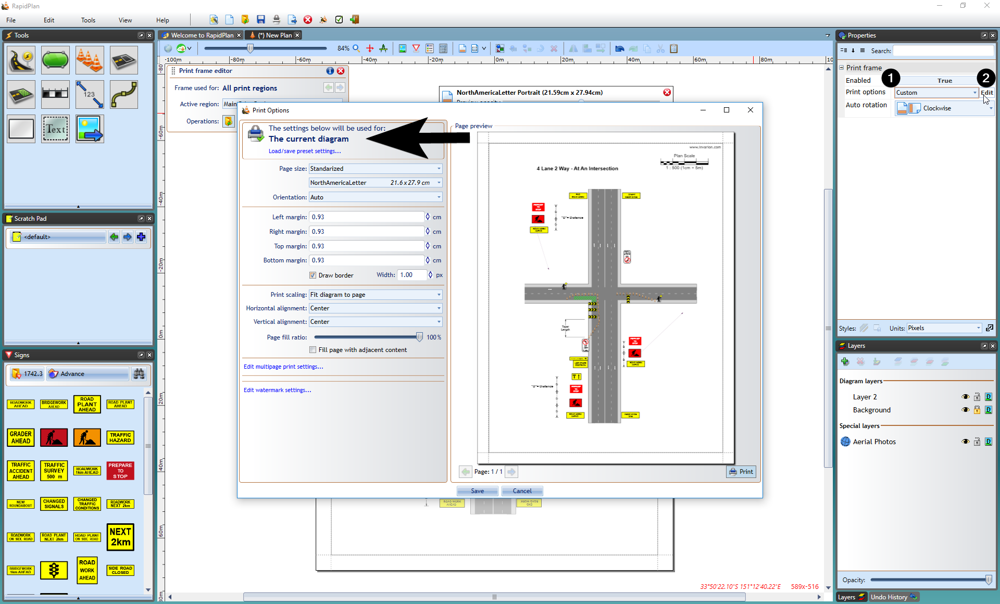 RapidPlan
File Edit Tools View Help
Tools
Welcome to RapidPlan
(*) New Plan
Properties
84%
Search:
-100m -80m -60m -40m -20m 0m 20m 40m 60m 80m
Print frame editor
Frame used for: All print regions
Active region: Main
Operations:
NorthAmericaLetter Portrait (21.59cm x 27.94cm)
Print frame
Enabled True
Print options Custom Edit
Auto rotation Clockwise
1
2
123
Text
Print Options
The settings below will be used for:
The current diagram
Load/save preset settings...
Page size: Standarized
NorthAmericaLetter 21.6 x 27.9 cm
Orientation: Auto
Left margin: 0.93 cm
Right margin: 0.93 cm
Top margin: 0.93 cm
Bottom margin: 0.93 cm
Draw border Width: 1.00 px
Print scaling: Fit diagram to page
Horizontal alignment: Center
Vertical alignment: Center
Page fill ratio: 100%
Fill page with adjacent content
Edit multipage print settings...
Edit watermark settings...
Page preview
www.invarion.com
Plan Scale
1 : 500 (1cm = 5m)
4 Lane 2 Way - At An Intersection
PREPARE TO STOP
ROAD WORK AHEAD
"D"= Distance
Taper
Length
"D"= Distance
Page: 1 / 1
Print
Save Cancel
Scratch Pad
<default>
Signs
1742.3 Advance
ROADWORK AHEAD
BRIDGEWORK AHEAD
ROAD PLANT AHEAD
ROAD PLANT AHEAD
GRADER AHEAD
TRAFFIC HAZARD
TRAFFIC ACCIDENT AHEAD
TRAFFIC SURVEY 500 m
ROADWORK 1km AHEAD
PREPARE TO STOP
NEW ROUNDABOUT
CHANGED SIGNALS
CHANGED TRAFFIC CONDITIONS
ROADWORK NEXT 2km
ROADWORK ON SIDE ROAD
ROAD PLANT NEXT 2km
ROAD PLANT ON SIDE ROAD
NEXT 2km
BRIDGEWORK 1km AHEAD
ROAD WORK AHEAD
SIDE ROAD CLOSED
Styles: Units: Pixels
Layers
Diagram layers
Layer 2
Background
Special layers
Aerial Photos
Opacity:
33°50'22.10"S 151°12'40.22"E 589x-516
Layers Undo History